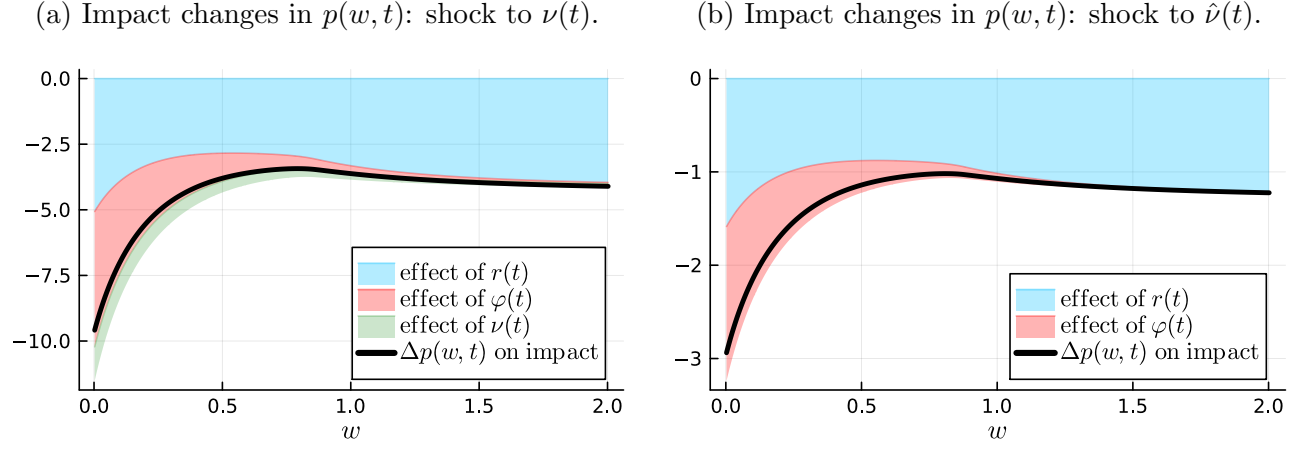 (a) Impact changes in p(w, t): shock to ν(t).
0.0
−2.5
−5.0
−7.5
−10.0
effect of r(t)
effect of φ(t)
effect of ν(t)
Δp(w, t) on impact
0.0 0.5 1.0 1.5 2.0
w
(b) Impact changes in p(w, t): shock to ν̂(t).
0
−1
−2
−3
effect of r(t)
effect of φ(t)
Δp(w, t) on impact
0.0 0.5 1.0 1.5 2.0
w